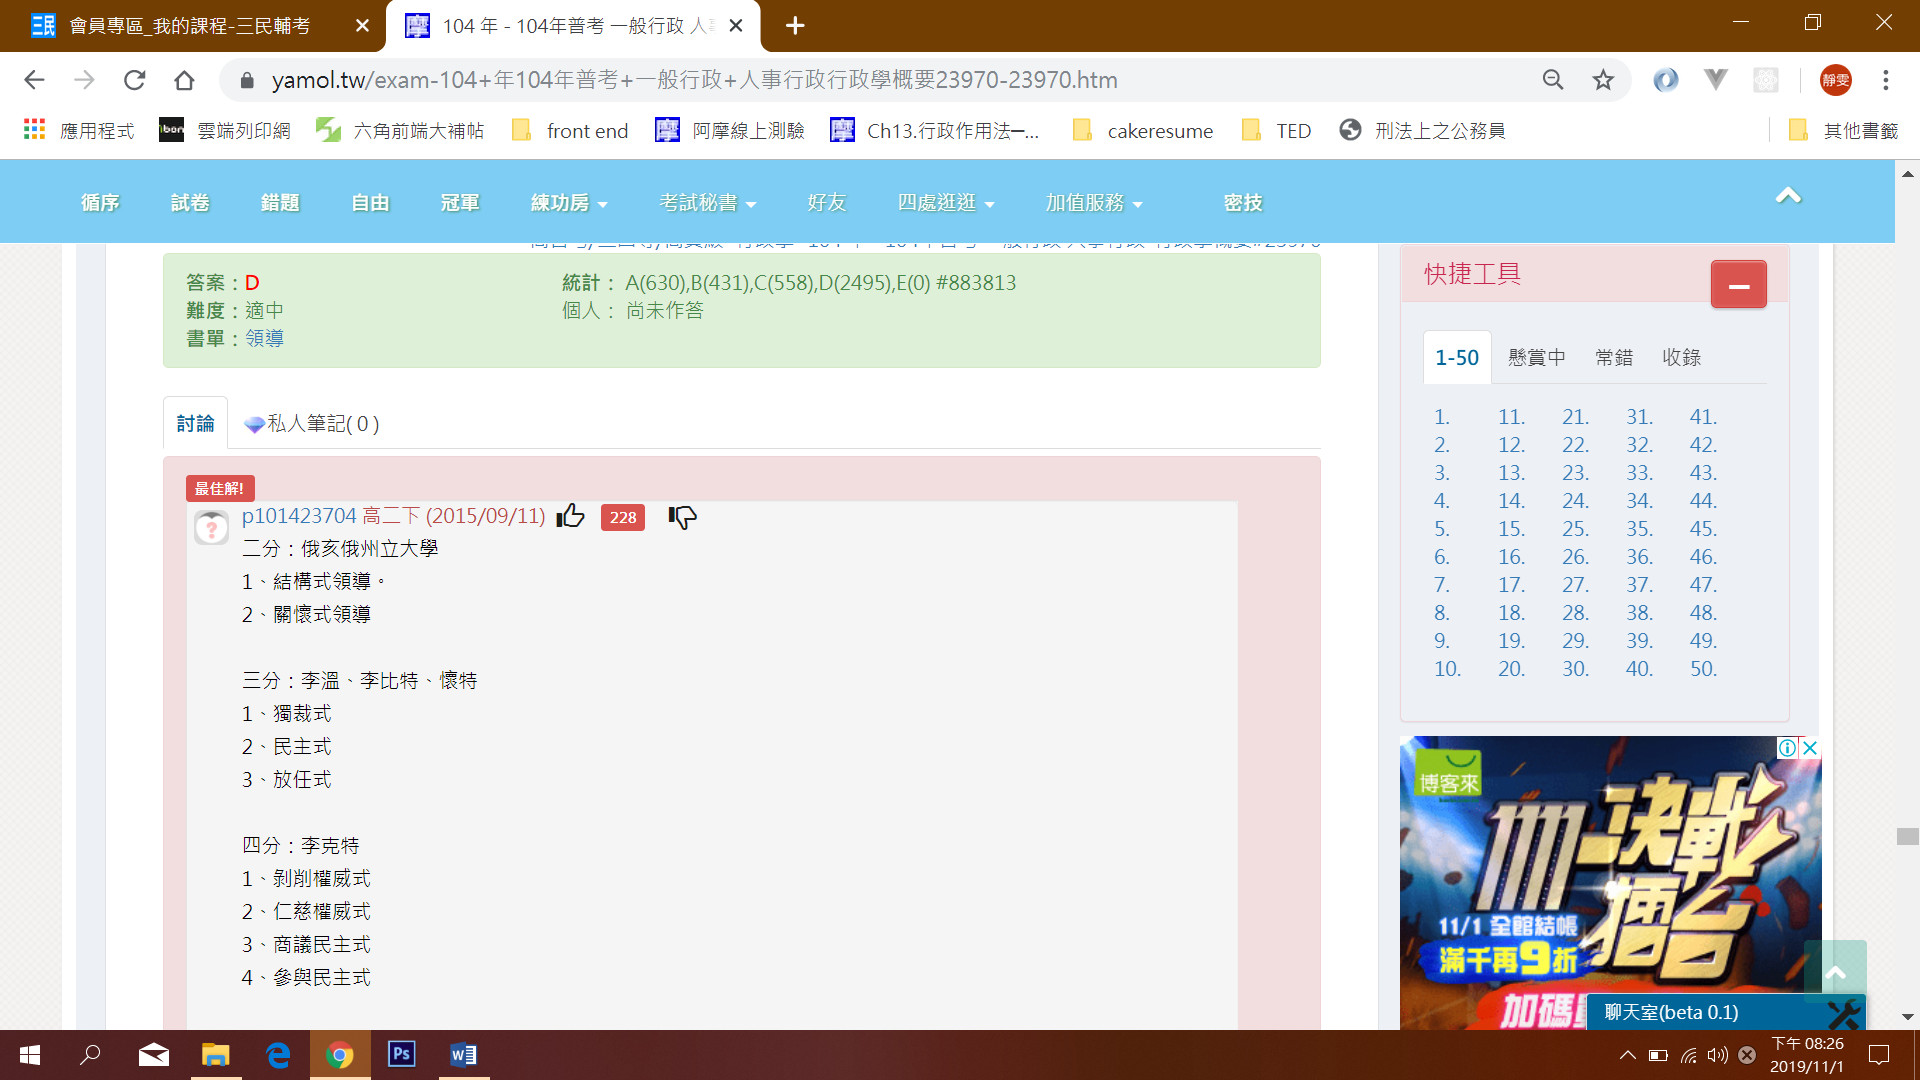 會員專區_我的課程-三民輔考
104 年 - 104年普考 一般行政 人
yamol.tw/exam-104+年104年普考+一般行政+人事行政行政學概要23970-23970.htm
靜雯
應用程式
ibon 雲端列印網
六角前端大補帖
front end
阿摩線上測驗
Ch13.行政作用法─...
cakeresume
TED
刑法上之公務員
其他書籤
循序 試卷 錯題 自由 冠軍 練功房 考試秘書 好友 四處逛逛 加值服務 密技
答案：D
統計： A(630),B(431),C(558),D(2495),E(0) #883813
難度：適中
個人： 尚未作答
書單：領導
討論
私人筆記( 0 )
最佳解!
p101423704 高二下 (2015/09/11) 228
二分：俄亥俄州立大學
1、結構式領導。
2、關懷式領導
三分：李溫、李比特、懷特
1、獨裁式
2、民主式
3、放任式
四分：李克特
1、剝削權威式
2、仁慈權威式
3、商議民主式
4、參與民主式
快捷工具
1-50 懸賞中 常錯 收錄
1. 11. 21. 31. 41.
2. 12. 22. 32. 42.
3. 13. 23. 33. 43.
4. 14. 24. 34. 44.
5. 15. 25. 35. 45.
6. 16. 26. 36. 46.
7. 17. 27. 37. 47.
8. 18. 28. 38. 48.
9. 19. 29. 39. 49.
10. 20. 30. 40. 50.
博客來
1111決戰擂台
11/1 全館結帳
滿千再9折
加碼
聊天室(beta 0.1)
Ps
下午 08:26
2019/11/1